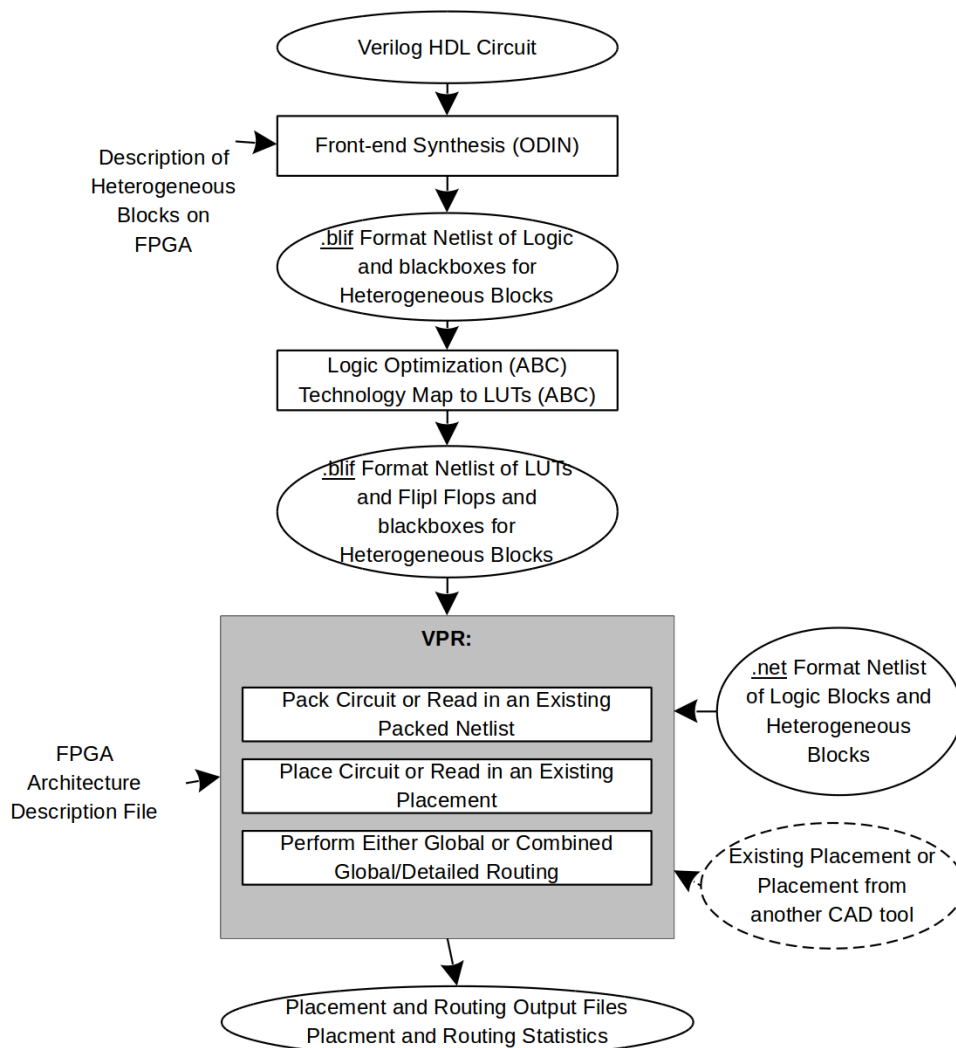 Verilog HDL Circuit
Front-end Synthesis (ODIN)
Description of
Heterogeneous
Blocks on
FPGA
.blif Format Netlist of Logic
and blackboxes for
Heterogeneous Blocks
Logic Optimization (ABC)
Technology Map to LUTs (ABC)
.blif Format Netlist of LUTs
and Flipl Flops and
blackboxes for
Heterogeneous Blocks
VPR:
Pack Circuit or Read in an Existing
Packed Netlist
Place Circuit or Read in an Existing
Placement
Perform Either Global or Combined
Global/Detailed Routing
.net Format Netlist
of Logic Blocks and
Heterogeneous
Blocks
FPGA
Architecture
Description File
Existing Placement or
Placement from
another CAD tool
Placement and Routing Output Files
Placment and Routing Statistics